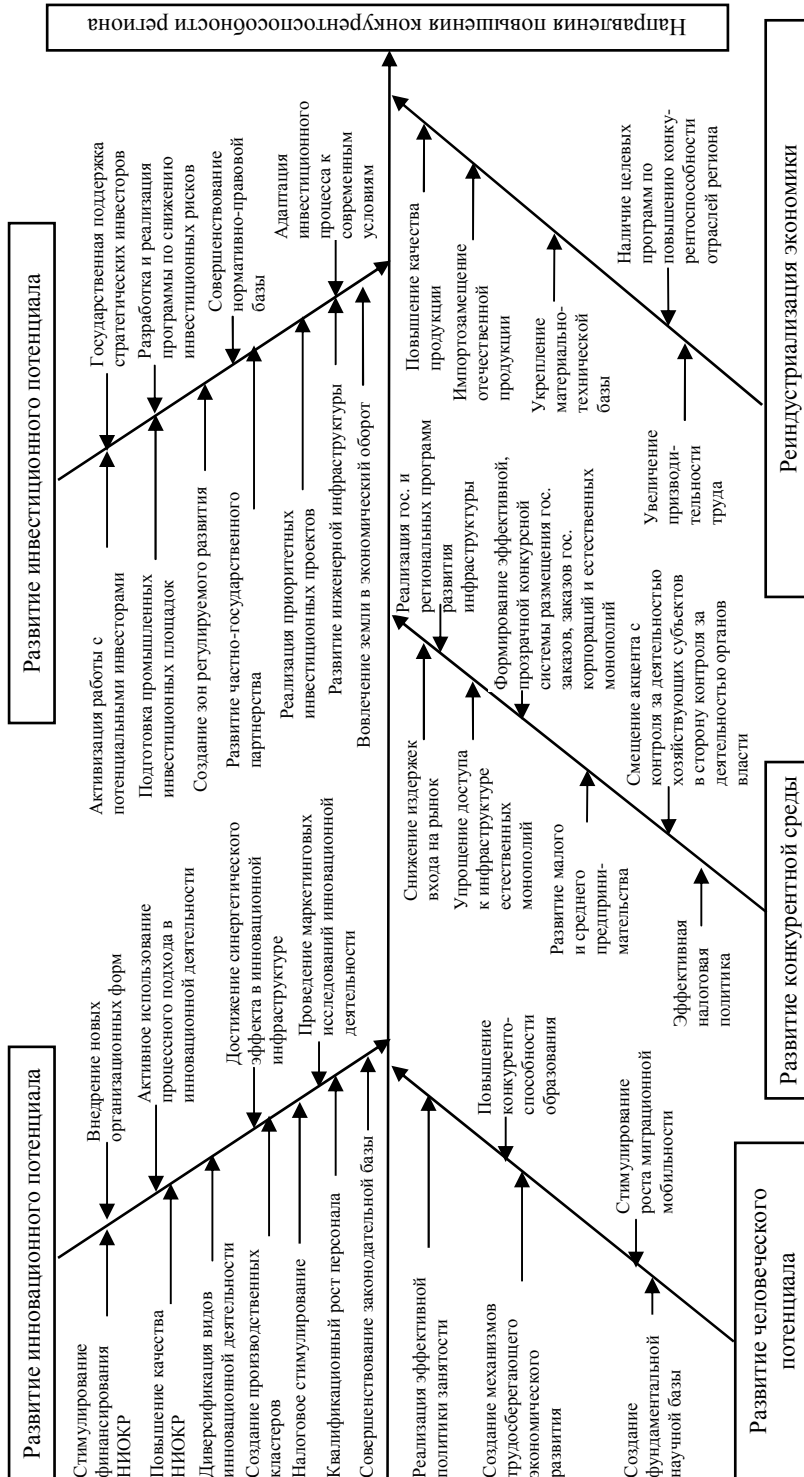 Развитие инновационного потенциала
Стимулирование
финансирования
НИОКР
Повышение качества
НИОКР
Диверсификация видов
инновационной деятельности
Создание производственных
кластеров
Налоговое стимулирование
Квалификационный рост персонала
Совершенствование законодательной базы
Внедрение новых
организационных форм
Активное использование
процессного подхода в
инновационной деятельности
Достижение синергетического
эффекта в инновационной
инфраструктуре
Проведение маркетинговых
исследований инновационной
деятельности
Развитие инвестиционного потенциала
Активизация работы с
потенциальными инвесторами
Подготовка промышленных
инвестиционных площадок
Создание зон регулируемого развития
Развитие частно-государственного
партнерства
Реализация приоритетных
инвестиционных проектов
Развитие инженерной инфраструктуры
Вовлечение земли в экономический оборот
Государственная поддержка
стратегических инвесторов
Разработка и реализация
программы по снижению
инвестиционных рисков
Совершенствование
нормативно-правовой
базы
Адаптация
инвестиционного
процесса к
современным
условиям
Направления повышения конкурентоспособности региона
Реализация эффективной
политики занятости
Создание механизмов
трудосберегающего
экономического
развития
Создание
фундаментальной
научной базы
Повышение
конкуренто-
способности
образования
Стимулирование
роста миграционной
мобильности
Развитие человеческого
потенциала
Снижение издержек
входа на рынок
Упрощение доступа
к инфраструктуре
естественных
монополий
Развитие малого
и среднего
предприни-
мательства
Эффективная
налоговая
политика
Реализация гос. и
региональных программ
развития
инфраструктуры
Формирование эффективной,
прозрачной конкурсной
системы размещения гос.
заказов, заказов гос.
корпораций и естественных
монополий
Смещение акцента с
контроля за деятельностью
хозяйствующих субъектов
в сторону контроля за
деятельностью органов
власти
Развитие конкурентной среды
Повышение качества
продукции
Импортозамещение
отечественной
продукции
Укрепление
материально-
технической
базы
Увеличение
призводи-
тельности
труда
Наличие целевых
программ по
повышению конку-
рентоспособности
отраслей региона
Реиндустриализация экономики